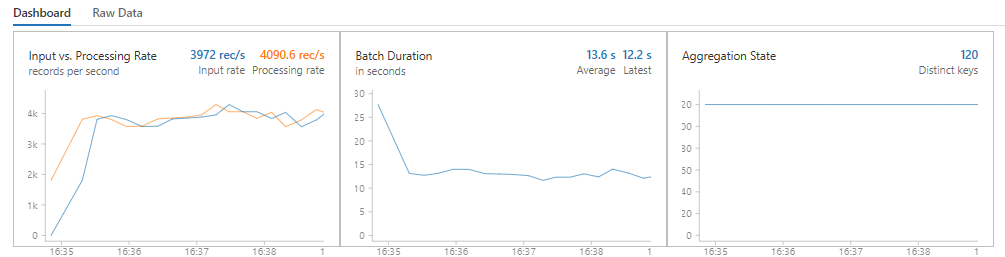 Dashboard Raw Data
Input vs. Processing Rate 3972 rec/s 4090.6 rec/s
records per second Input rate Processing rate
4k
3k
2k
1k
0
16:35 16:36 16:37 16:38 1
Batch Duration 13.6 s 12.2 s
in seconds Average Latest
30
25
20
15
10
5
0
16:35 16:36 16:37 16:38 1
Aggregation State 120
Distinct keys
20
00
80
60
40
20
0
16:35 16:36 16:37 16:38 1